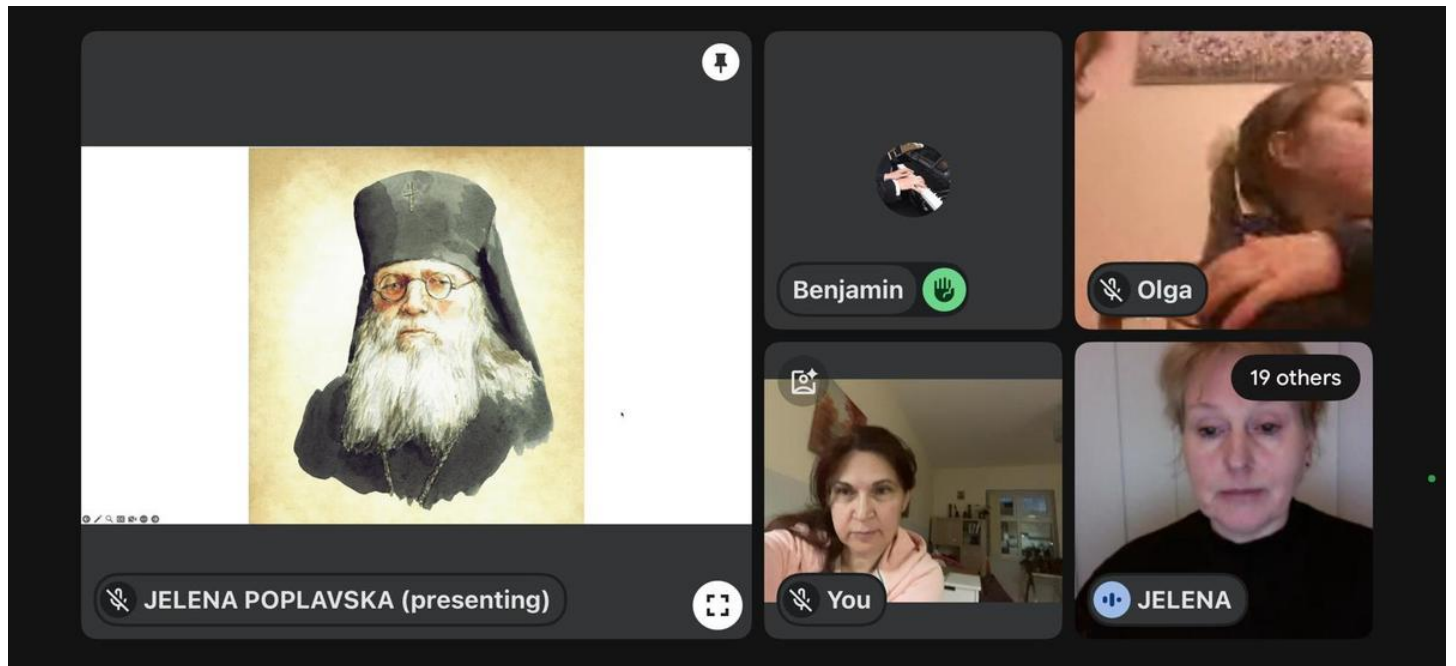 Benjamin
Olga
19 others
JELENA POPLAVSKA (presenting)
You
JELENA